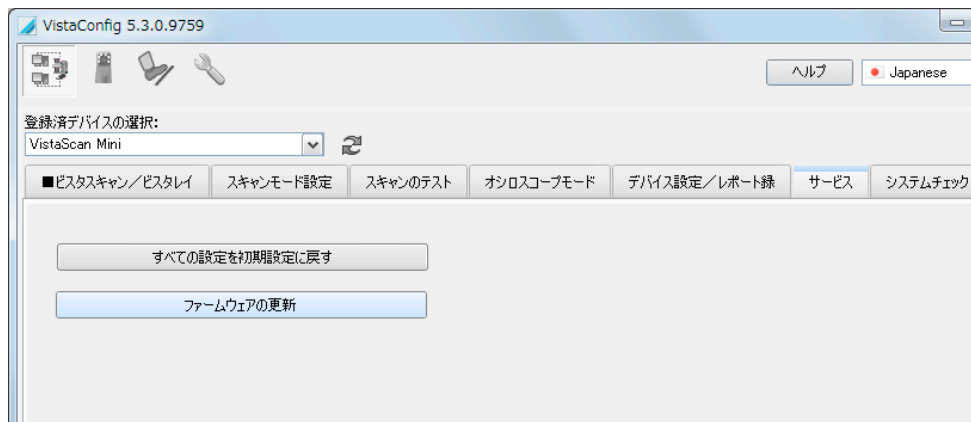 VistaConfig 5.3.0.9759
ヘルプ
Japanese
登録済デバイスの選択:
VistaScan Mini
■ビスタスキャン／ビスタレイ
スキャンモード設定
スキャンのテスト
オシロスコープモード
デバイス設定／レポート録
サービス
システムチェック
すべての設定を初期設定に戻す
ファームウェアの更新